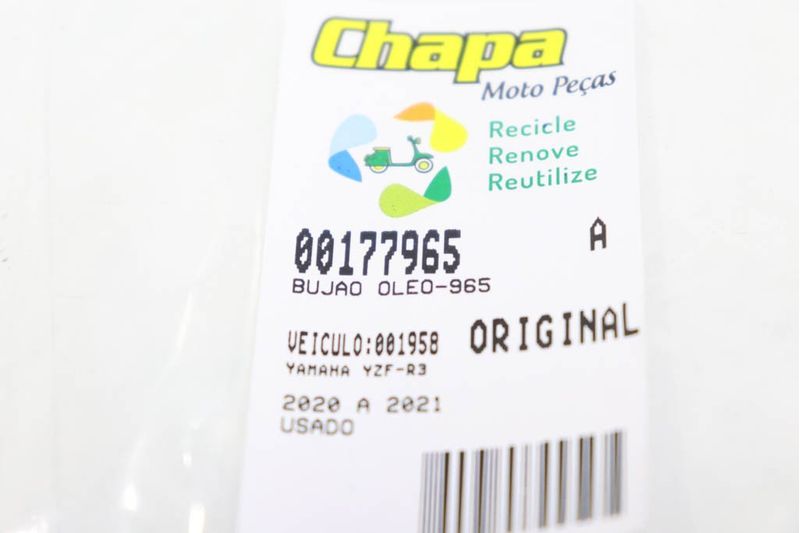 Chapa
Moto Peças
Recicle
Renove
Reutilize
00177965 A
BUJAO OLEO-965
VEICULO:001958 ORIGINAL
YAMAHA YZF-R3
2020 A 2021
USADO